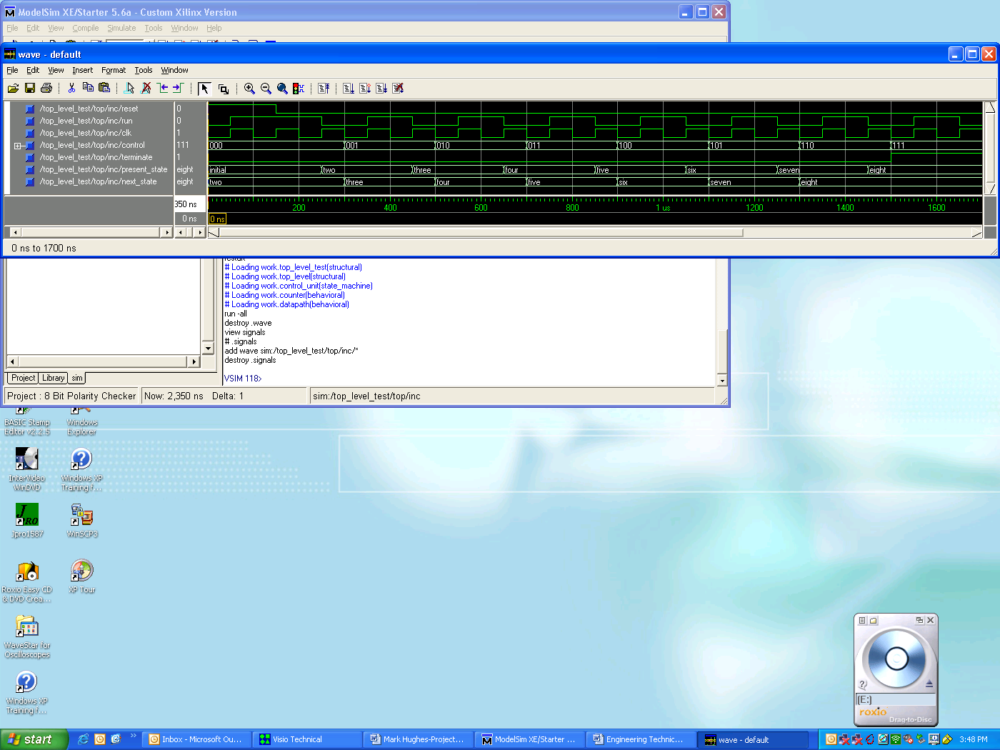 ModelSim XE/Starter 5.6a - Custom Xilinx Version
File Edit View Compile Simulate Tools Window Help
wave - default
File Edit View Insert Format Tools Window
/top_level_test/top/inc/reset 0
/top_level_test/top/inc/run 0
/top_level_test/top/inc/clk 1
/top_level_test/top/inc/control 111 000 001 010 011 100 101 110 111
/top_level_test/top/inc/terminate 1
/top_level_test/top/inc/present_state eight initial two three four five six seven eight
/top_level_test/top/inc/next_state eight two three four five six seven eight
350 ns 200 400 600 800 1 us 1200 1400 1600
0 ns 0 ns
0 ns to 1700 ns
restart
# Loading work.top_level_test(structural)
# Loading work.top_level(structural)
# Loading work.control_unit(state_machine)
# Loading work.counter(behavioral)
# Loading work.datapath(behavioral)
run -all
destroy .wave
view signals
# .signals
add wave sim:/top_level_test/top/inc/*
destroy .signals
VSIM 118>
Project Library sim
Project : 8 Bit Polarity Checker Now: 2,350 ns Delta: 1 sim:/top_level_test/top/inc
BASIC Stamp Editor v2.2.5
Windows Explorer
InterVideo WinDVD
Windows XP Training f...
JPRO
Jpro1587
WinSCP3
Roxio Easy CD & DVD Crea...
XP Tour
WaveStar for Oscilloscopes
Windows XP Training f...
(E:)
roxio
Drag-to-Disc
start Inbox - Microsoft Ou... Visio Technical Mark Hughes-Project... ModelSim XE/Starter ... Engineering Technic... wave - default 3:48 PM